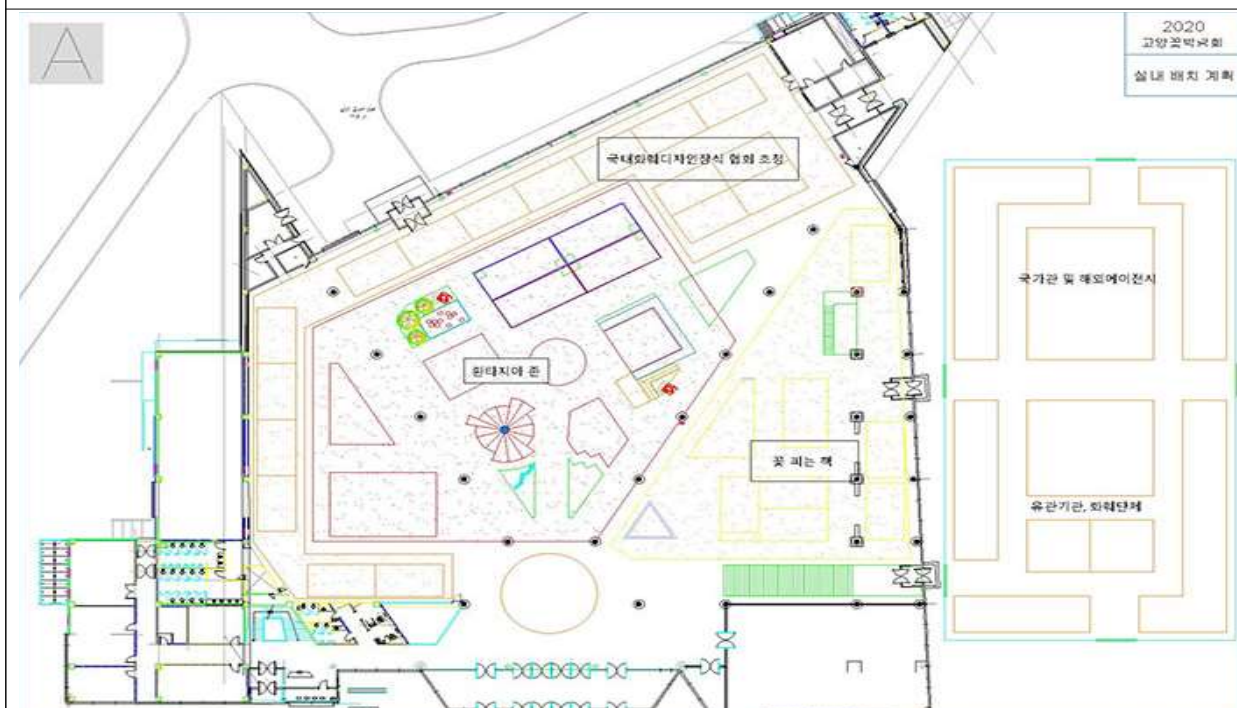 A
2020
고양꽃박람회
실내 배치 계획
국내화훼디자인장식 협회 조성
국가관 및 해외에이전시
판타지아 존
꽃 피는 책
유관기관, 화훼단체